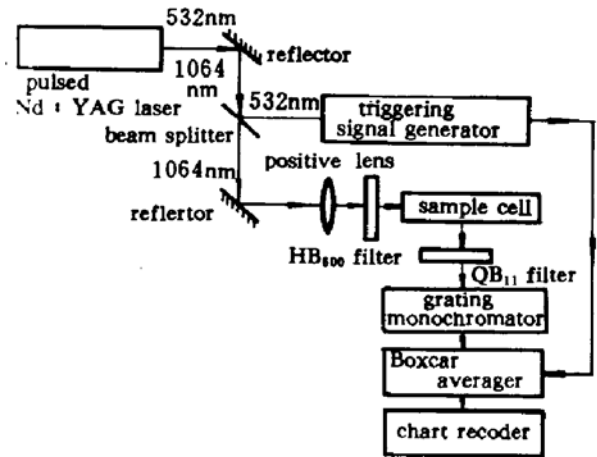 532nm
reflector
pulsed
Nd : YAG laser
1064
nm
532nm
beam splitter
triggering
signal generator
1064nm
reflertor
positive lens
HB₆₀₀ filter
sample cell
QB₁₁ filter
grating
monochromator
Boxcar
averager
chart recoder